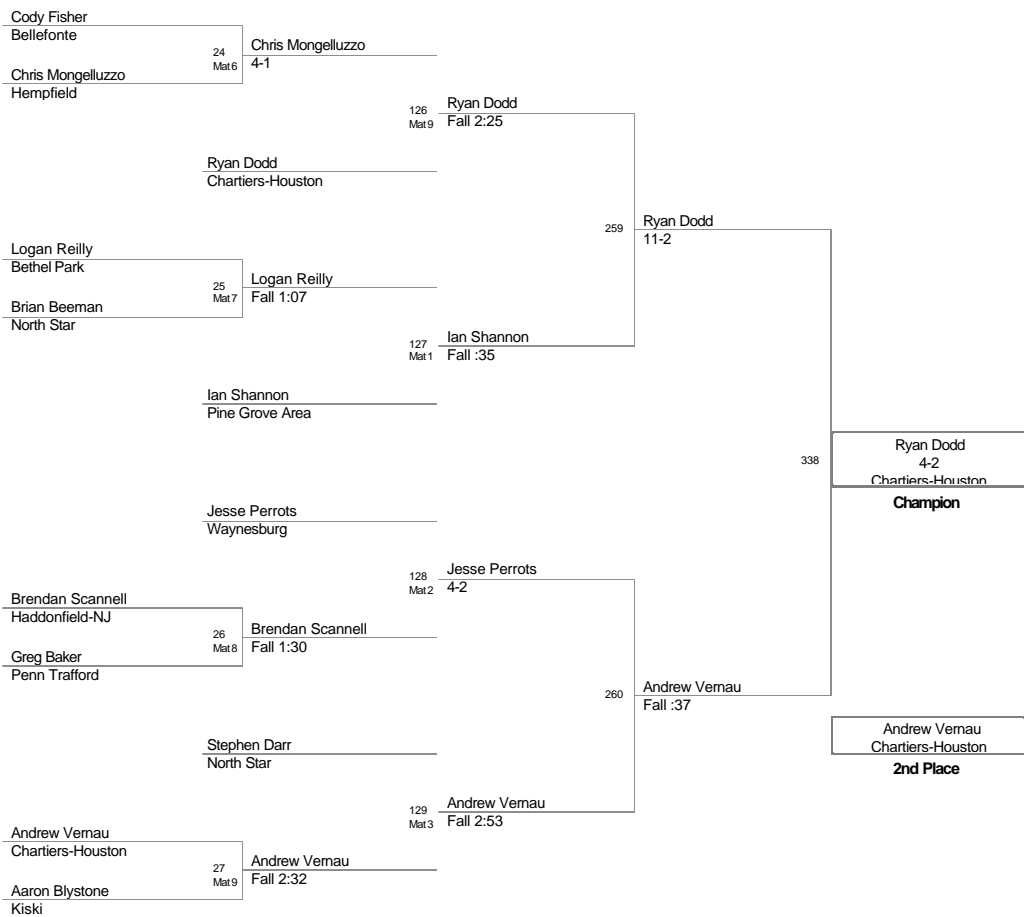 Cody Fisher
Bellefonte
24
Mat 6
Chris Mongelluzzo
4-1
Chris Mongelluzzo
Hempfield
126
Mat 9
Ryan Dodd
Fall 2:25
Ryan Dodd
Chartiers-Houston
259
Ryan Dodd
11-2
Logan Reilly
Bethel Park
25
Mat 7
Logan Reilly
Fall 1:07
Brian Beeman
North Star
127
Mat 1
Ian Shannon
Fall :35
Ian Shannon
Pine Grove Area
338
Ryan Dodd
4-2
Chartiers-Houston
Champion
Jesse Perrots
Waynesburg
128
Mat 2
Jesse Perrots
4-2
Brendan Scannell
Haddonfield-NJ
26
Mat 8
Brendan Scannell
Fall 1:30
Greg Baker
Penn Trafford
260
Andrew Vernau
Fall :37
Andrew Vernau
Chartiers-Houston
2nd Place
Stephen Darr
North Star
129
Mat 3
Andrew Vernau
Fall 2:53
Andrew Vernau
Chartiers-Houston
27
Mat 9
Andrew Vernau
Fall 2:32
Aaron Blystone
Kiski